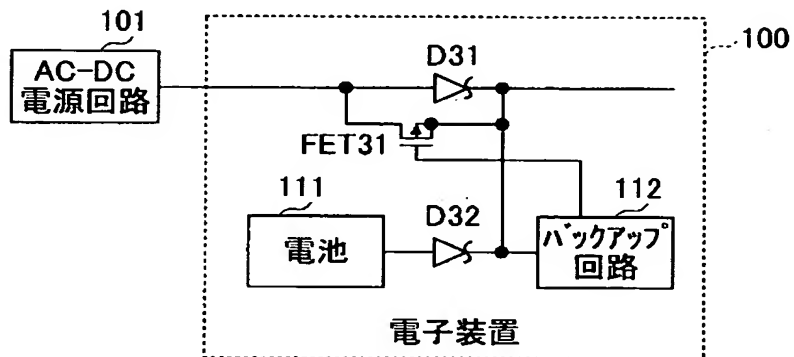 101
AC-DC
電源回路
100
D31
FET31
111
電池
D32
112
バックアップ
回路
電子装置